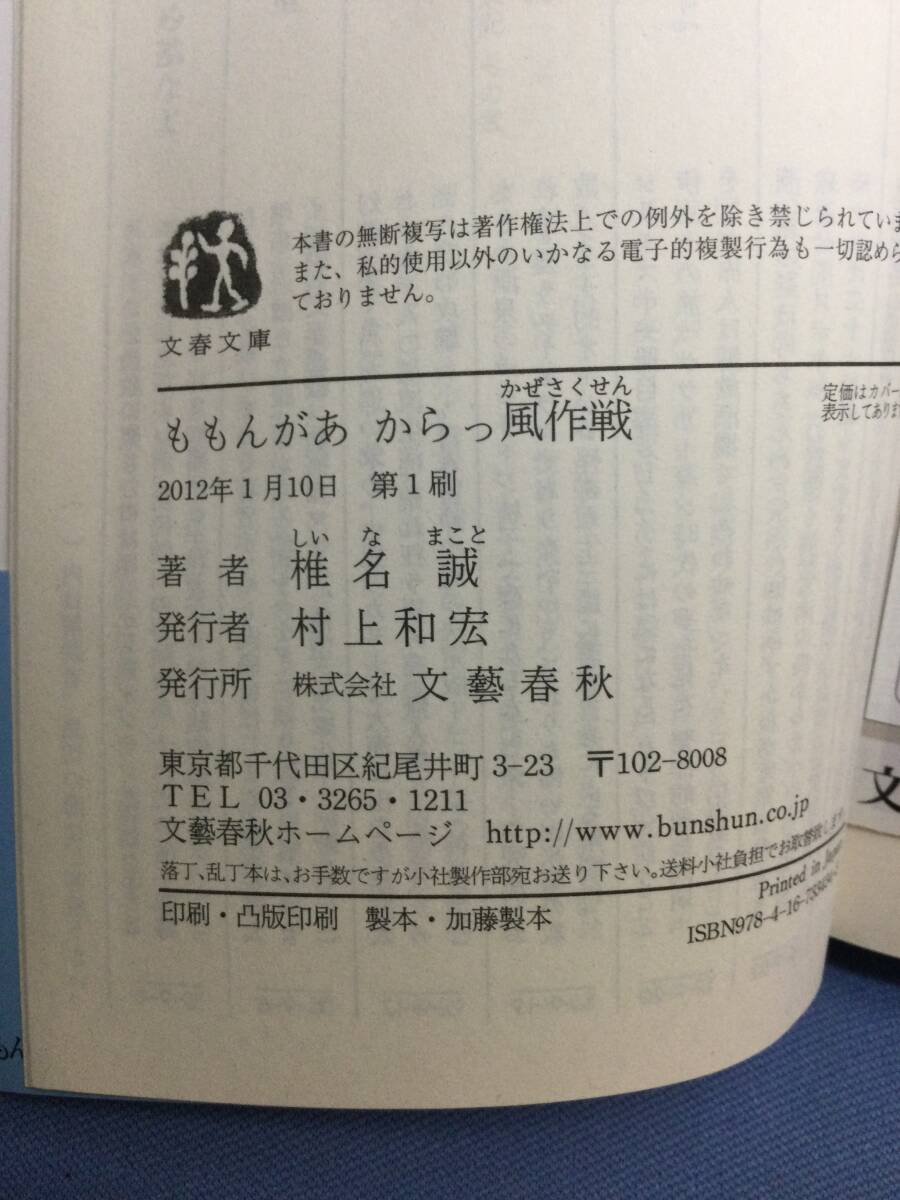 本書の無断複写は著作権法上での例外を除き禁じられていま
また、私的使用以外のいかなる電子的複製行為も一切認めら
ておりません。
文春文庫
定価はカバー
表示してありま
かぜさくせん
ももんがあ からっ風作戦
2012年1月10日 第1刷
しい な まこと
著 者 椎名 誠
発行者 村上和宏
発行所 株式会社 文藝春秋
東京都千代田区紀尾井町 3-23 〒102-8008
TEL 03・3265・1211
文藝春秋ホームページ http://www.bunshun.co.jp
落丁、乱丁本は、お手数ですが小社製作部宛お送り下さい。送料小社負担でお取替致します。
印刷・凸版印刷 製本・加藤製本
Printed in Japan
ISBN978-4-16-
文